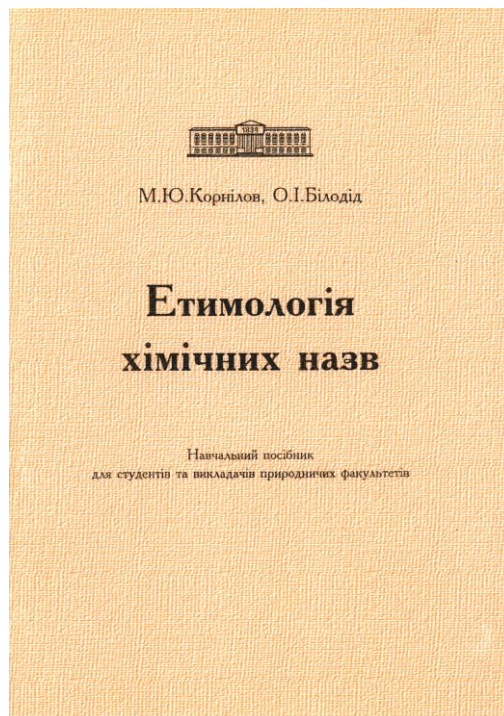 1834
М.Ю.Корнілов, О.І.Білодід
Етимологія
хімічних назв
Навчальний посібник
для студентів та викладачів природничих факультетів